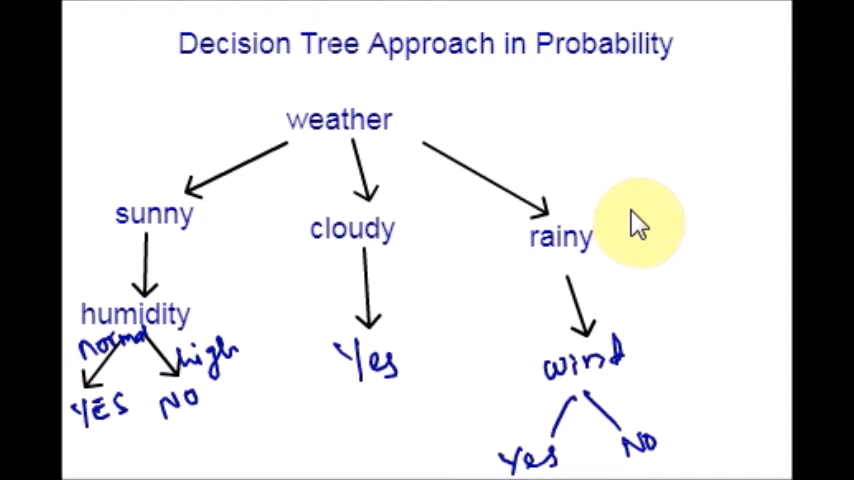 Decision Tree Approach in Probability
weather
sunny
cloudy
rainy
humidity
normal
high
Yes
wind
YES
NO
Yes
NO